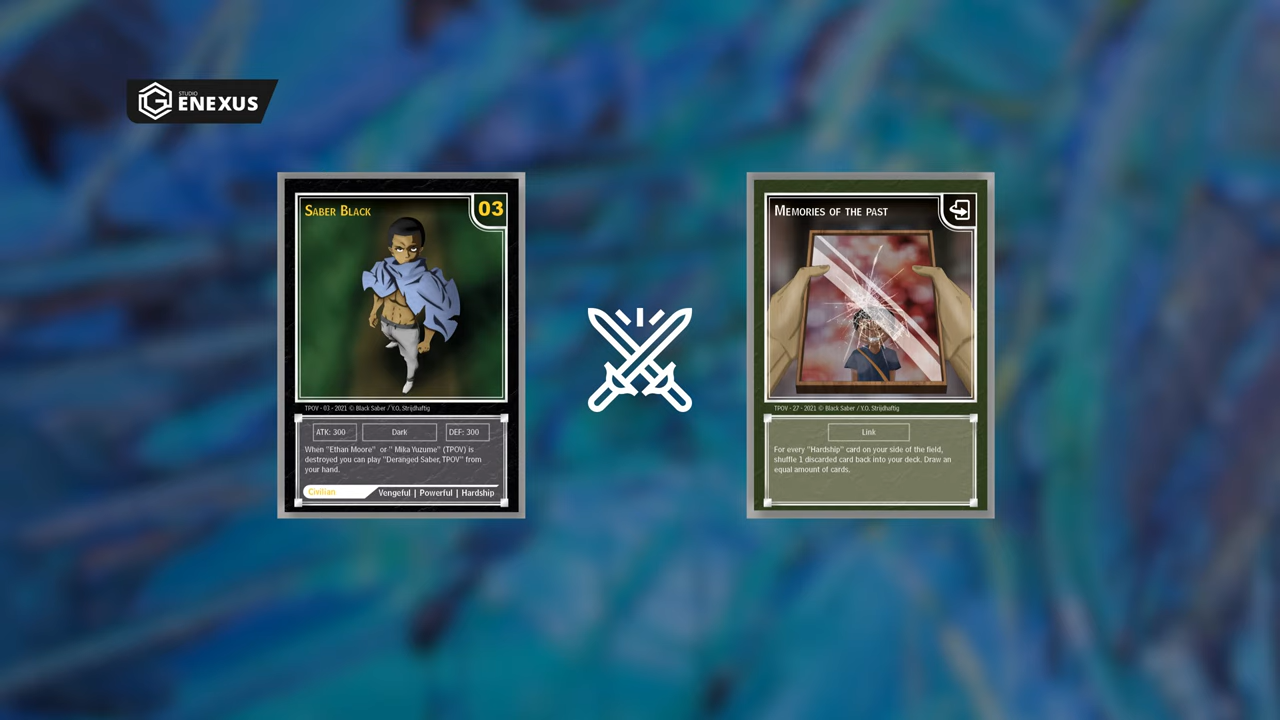 STUDIO
ENEXUS
SABER BLACK
03
TPOV - 03 - 2021 © Black Saber / Y.O. Strijdhaftig
ATK: 300
Dark
DEF: 300
When "Ethan Moore" or " Mika Yuzume" (TPOV) is
destroyed you can play "Deranged Saber, TPOV" from
your hand.
Civilian
Vengeful | Powerful | Hardship
MEMORIES OF THE PAST
TPOV - 27 - 2021 © Black Saber / Y.O. Strijdhaftig
Link
For every "Hardship" card on your side of the field,
shuffle 1 discarded card back into your deck. Draw an
equal amount of cards.